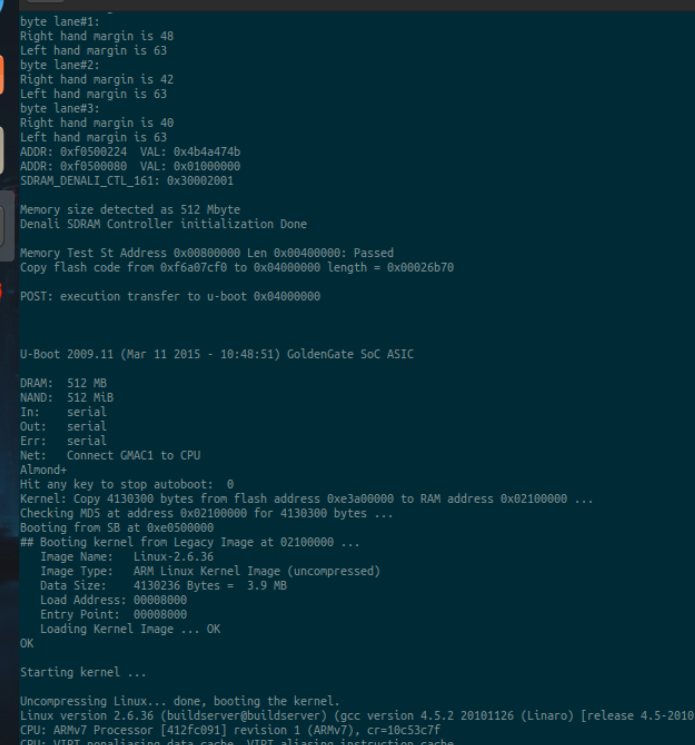 byte lane#1:
Right hand margin is 48
Left hand margin is 63
byte lane#2:
Right hand margin is 42
Left hand margin is 63
byte lane#3:
Right hand margin is 40
Left hand margin is 63
ADDR: 0xf0500224  VAL: 0x4b4a474b
ADDR: 0xf0500080  VAL: 0x01000000
SDRAM_DENALI_CTL_161: 0x30002001
Memory size detected as 512 Mbyte
Denali SDRAM Controller initialization Done
Memory Test St Address 0x00800000 Len 0x00400000: Passed
Copy flash code from 0xf6a07cf0 to 0x04000000 length = 0x00026b70
POST: execution transfer to u-boot 0x04000000
U-Boot 2009.11 (Mar 11 2015 - 10:48:51) GoldenGate SoC ASIC
DRAM:  512 MB
NAND:  512 MiB
In:    serial
Out:   serial
Err:   serial
Net:   Connect GMAC1 to CPU
Almond+
Hit any key to stop autoboot:  0
Kernel: Copy 4130300 bytes from flash address 0xe3a00000 to RAM address 0x02100000 ...
Checking MD5 at address 0x02100000 for 4130300 bytes ...
Booting from SB at 0xe0500000
## Booting kernel from Legacy Image at 02100000 ...
   Image Name:   Linux-2.6.36
   Image Type:   ARM Linux Kernel Image (uncompressed)
   Data Size:    4130236 Bytes =  3.9 MB
   Load Address: 00008000
   Entry Point:  00008000
   Loading Kernel Image ... OK
OK
Starting kernel ...
Uncompressing Linux... done, booting the kernel.
Linux version 2.6.36 (buildserver@buildserver) (gcc version 4.5.2 20101126 (Linaro) [release 4.5-2010
CPU: ARMv7 Processor [412fc091] revision 1 (ARMv7), cr=10c53c7f
CPU: VIPT nonaliasing data cache, VIPT aliasing instruction cache